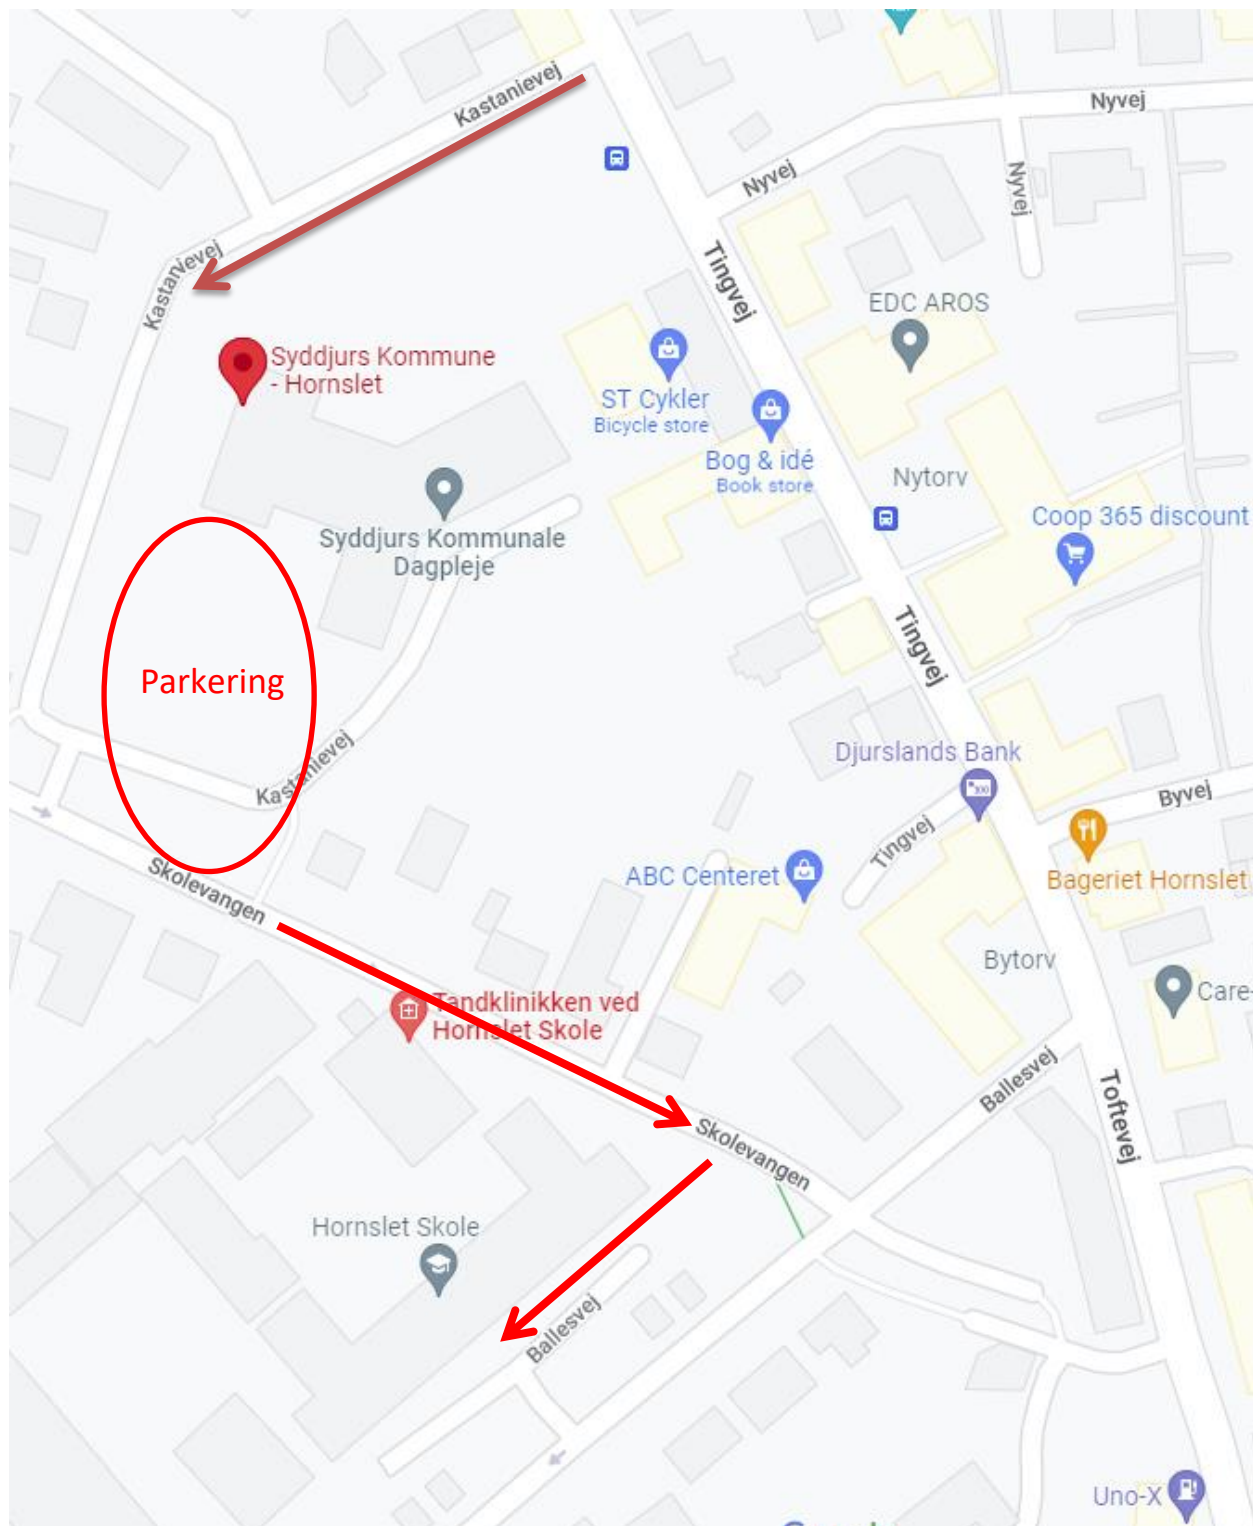 Kastanievej
Nyvej
Nyvej
Nyvej
Kastanievej
Kastanievej
Tingvej
EDC AROS
Syddjurs Kommune
- Hornslet
ST Cykler
Bicycle store
Bog & idé
Book store
Nytorv
Coop 365 discount
Syddjurs Kommunale
Dagpleje
Tingvej
Parkering
Kastanievej
Djurslands Bank
Byvej
Tingvej
Skolevangen
ABC Centeret
Bageriet Hornslet
Bytorv
Care-
Tandklinikken ved
Hornslet Skole
Ballesvej
Toftevej
Skolevangen
Hornslet Skole
Ballesvej
Uno-X